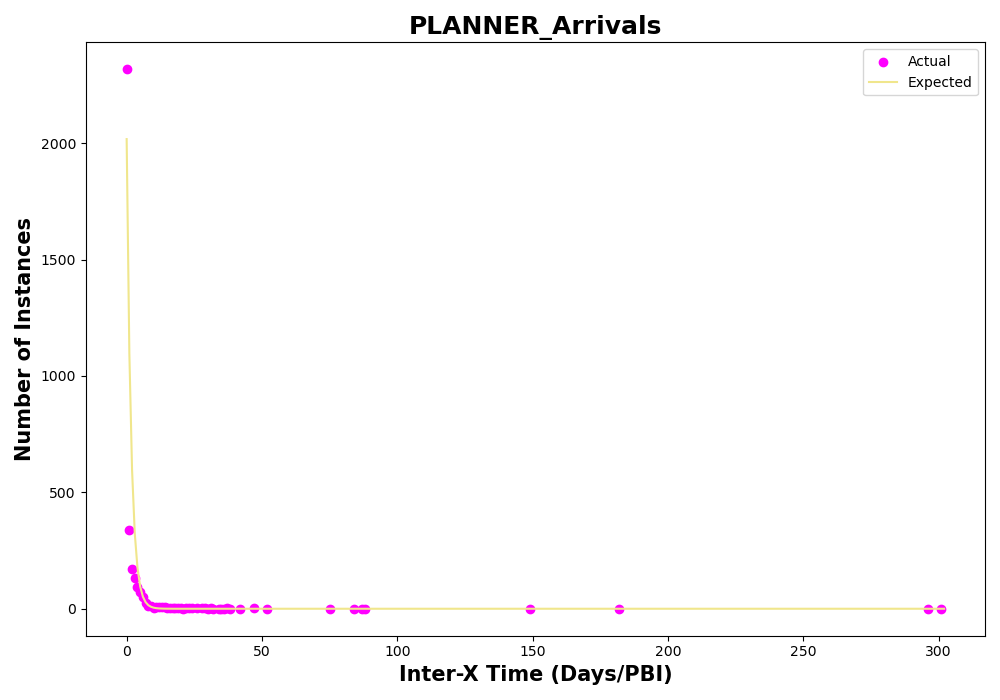 PLANNER_Arrivals
Actual
Expected
Number of Instances
2000
1500
1000
500
0
0 50 100 150 200 250 300
Inter-X Time (Days/PBI)